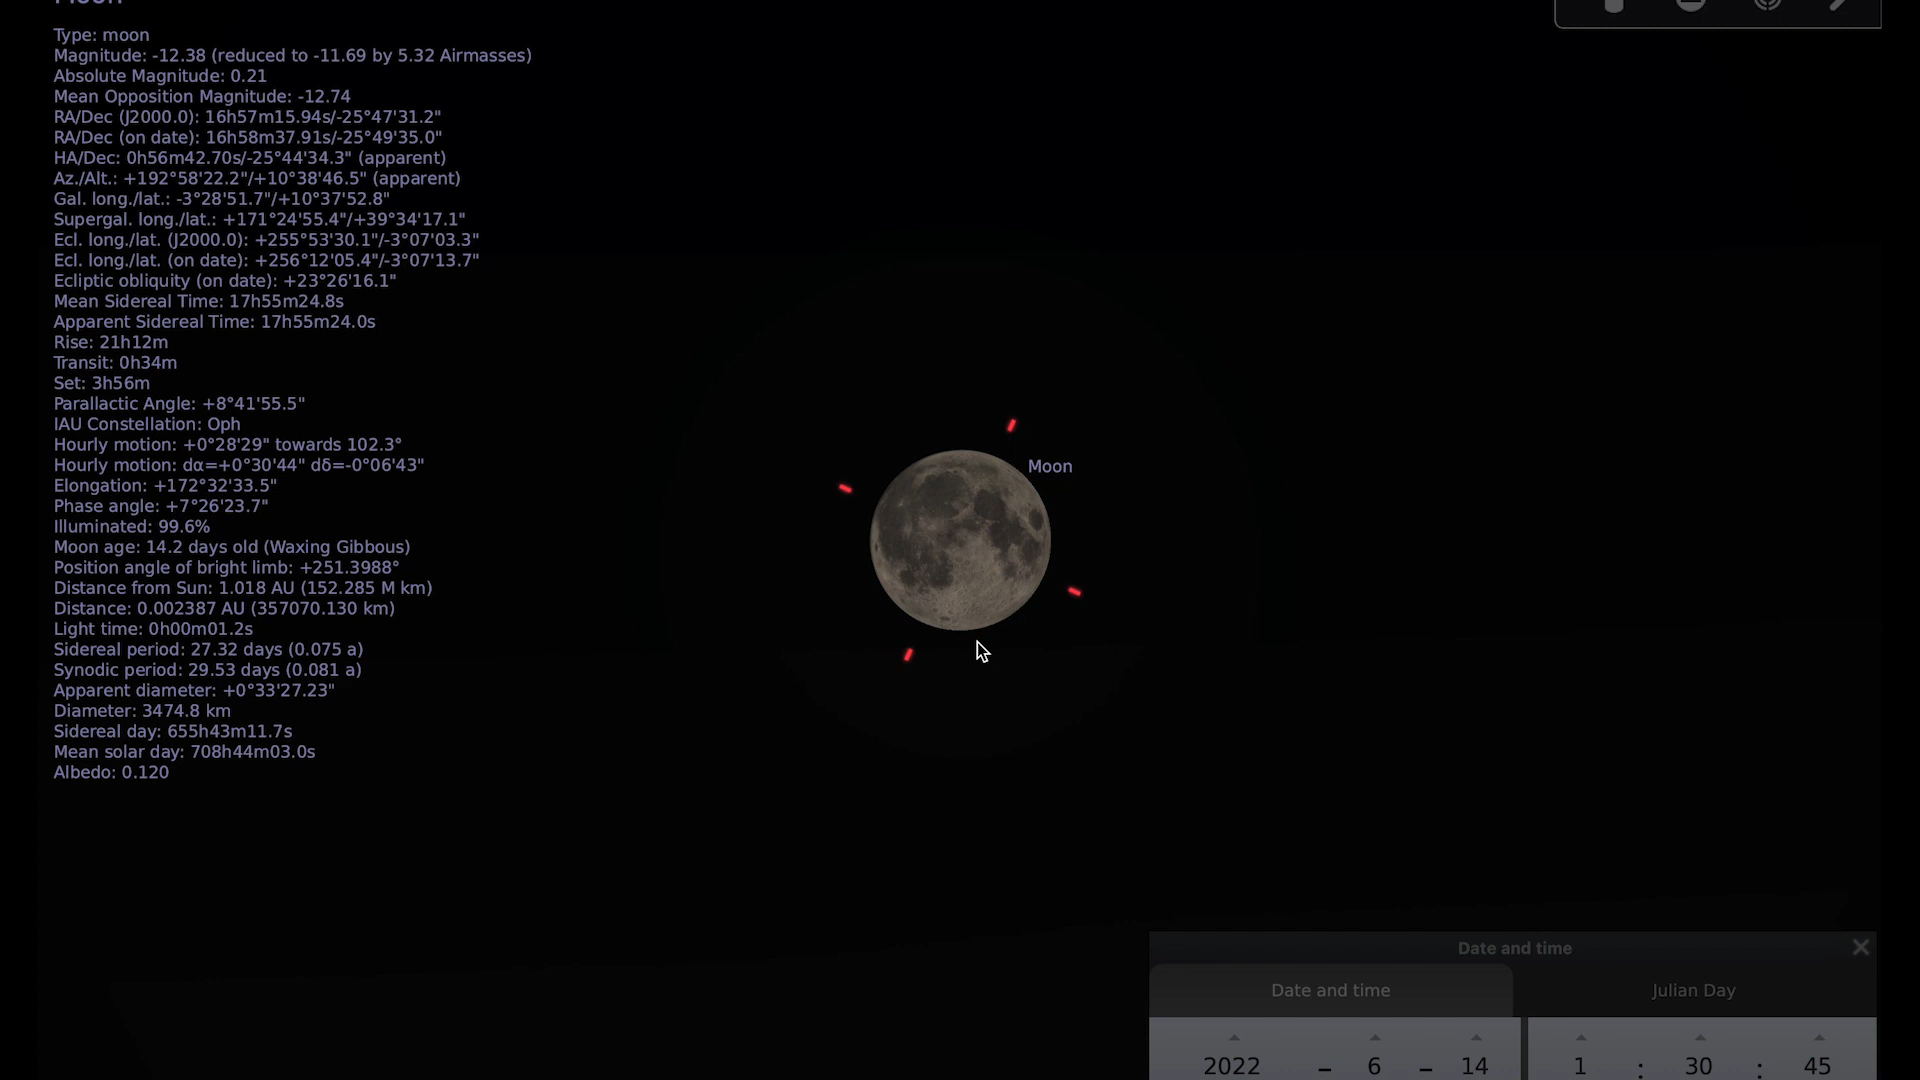 Moon
Type: moon
Magnitude: -12.38 (reduced to -11.69 by 5.32 Airmasses)
Absolute Magnitude: 0.21
Mean Opposition Magnitude: -12.74
RA/Dec (J2000.0): 16h57m15.94s/-25°47'31.2"
RA/Dec (on date): 16h58m37.91s/-25°49'35.0"
HA/Dec: 0h56m42.70s/-25°44'34.3" (apparent)
Az./Alt.: +192°58'22.2"/+10°38'46.5" (apparent)
Gal. long./lat.: -3°28'51.7"/+10°37'52.8"
Supergal. long./lat.: +171°24'55.4"/+39°34'17.1"
Ecl. long./lat. (J2000.0): +255°53'30.1"/-3°07'03.3"
Ecl. long./lat. (on date): +256°12'05.4"/-3°07'13.7"
Ecliptic obliquity (on date): +23°26'16.1"
Mean Sidereal Time: 17h55m24.8s
Apparent Sidereal Time: 17h55m24.0s
Rise: 21h12m
Transit: 0h34m
Set: 3h56m
Parallactic Angle: +8°41'55.5"
IAU Constellation: Oph
Hourly motion: +0°28'29" towards 102.3°
Hourly motion: dα=+0°30'44" dδ=-0°06'43"
Elongation: +172°32'33.5"
Phase angle: +7°26'23.7"
Illuminated: 99.6%
Moon age: 14.2 days old (Waxing Gibbous)
Position angle of bright limb: +251.3988°
Distance from Sun: 1.018 AU (152.285 M km)
Distance: 0.002387 AU (357070.130 km)
Light time: 0h00m01.2s
Sidereal period: 27.32 days (0.075 a)
Synodic period: 29.53 days (0.081 a)
Apparent diameter: +0°33'27.23"
Diameter: 3474.8 km
Sidereal day: 655h43m11.7s
Mean solar day: 708h44m03.0s
Albedo: 0.120
Moon
Date and time
Date and time Julian Day
2022 – 6 – 14 1 : 30 : 45